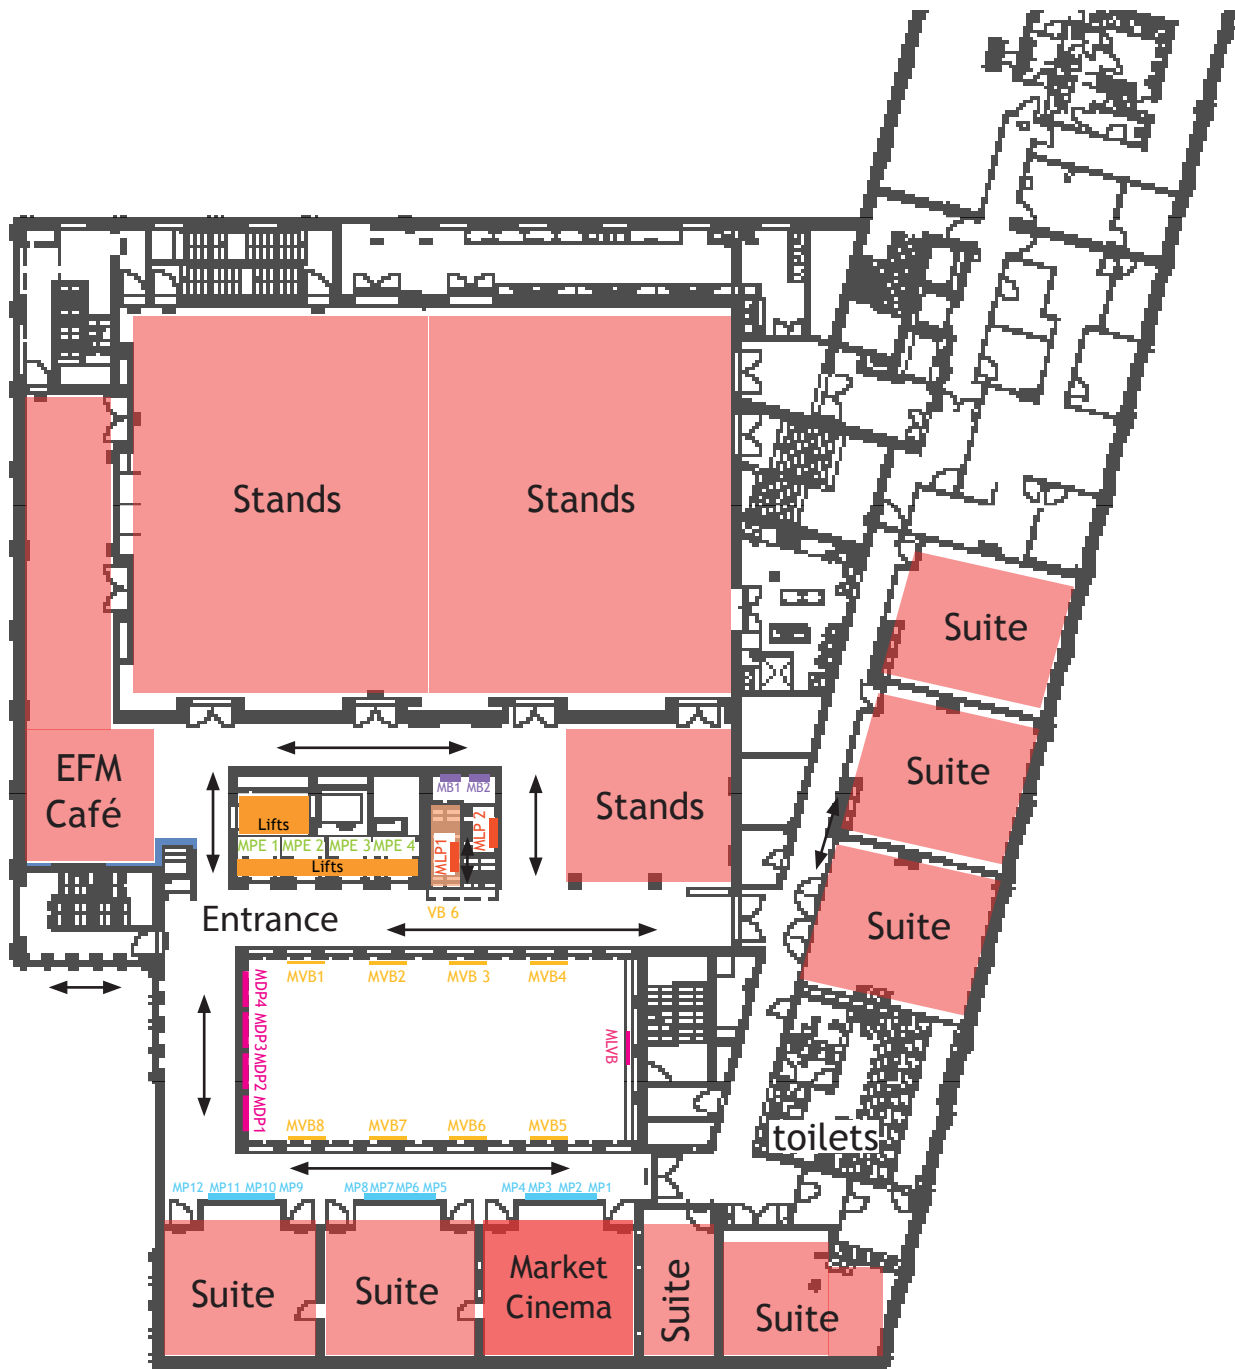 Stands
Stands
Suite
EFM
Café
Suite
MB1 MB2
Stands
Lifts
MLP 2
MPE 1 MPE 2 MPE 3 MPE 4
MLP1
Lifts
Entrance
VB 6
Suite
MVB1 MVB2 MVB 3 MVB4
MDP4 MDP3 MDP2 MDP1
MLVB
MVB8 MVB7 MVB6 MVB5
toilets
MP12 MP11 MP10 MP9 MP8 MP7 MP6 MP5 MP4 MP3 MP2 MP1
Suite
Suite
Market
Cinema
Suite
Suite